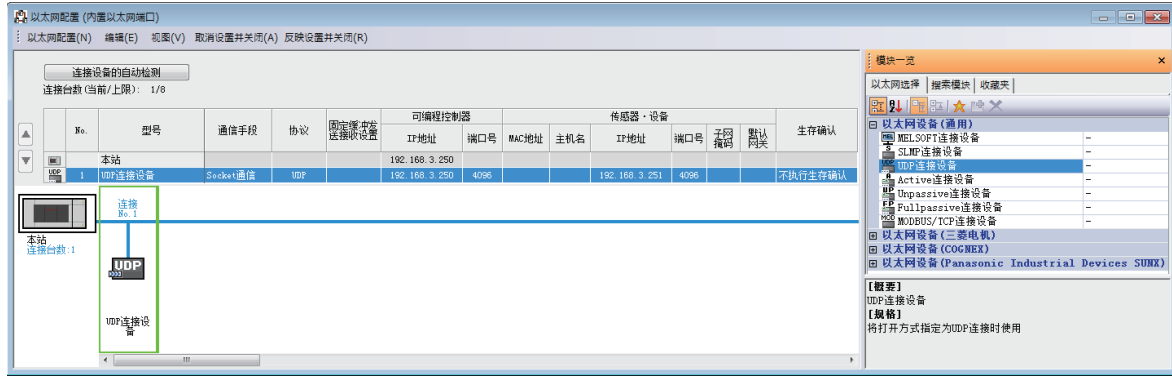 以太网配置 (内置以太网端口)
以太网配置(N) 编辑(E) 视图(V) 取消设置并关闭(A) 反映设置并关闭(R)
连接设备的自动检测
连接台数(当前/上限): 1/8
可编程控制器 传感器・设备
No. 型号 通信手段 协议 固定缓冲发送接收设置 IP地址 端口号 MAC地址 主机名 IP地址 端口号 子网掩码 默认网关 生存确认
本站 192.168.3.250
UDP 1 UDP连接设备 Socket通信 UDP 192.168.3.250 4096 192.168.3.251 4096 不执行生存确认
连接
No.1
本站
连接台数:1
UDP
UDP连接设
备
模块一览
以太网选择 搜索模块 收藏夹
以太网设备(通用)
MELSOFT连接设备 -
SLMP连接设备 -
UDP连接设备 -
Active连接设备 -
Unpassive连接设备 -
Fullpassive连接设备 -
MODBUS/TCP连接设备 -
以太网设备(三菱电机)
以太网设备(COGNEX)
以太网设备(Panasonic Industrial Devices SUNX)
[概要]
UDP连接设备
[规格]
将打开方式指定为UDP连接时使用